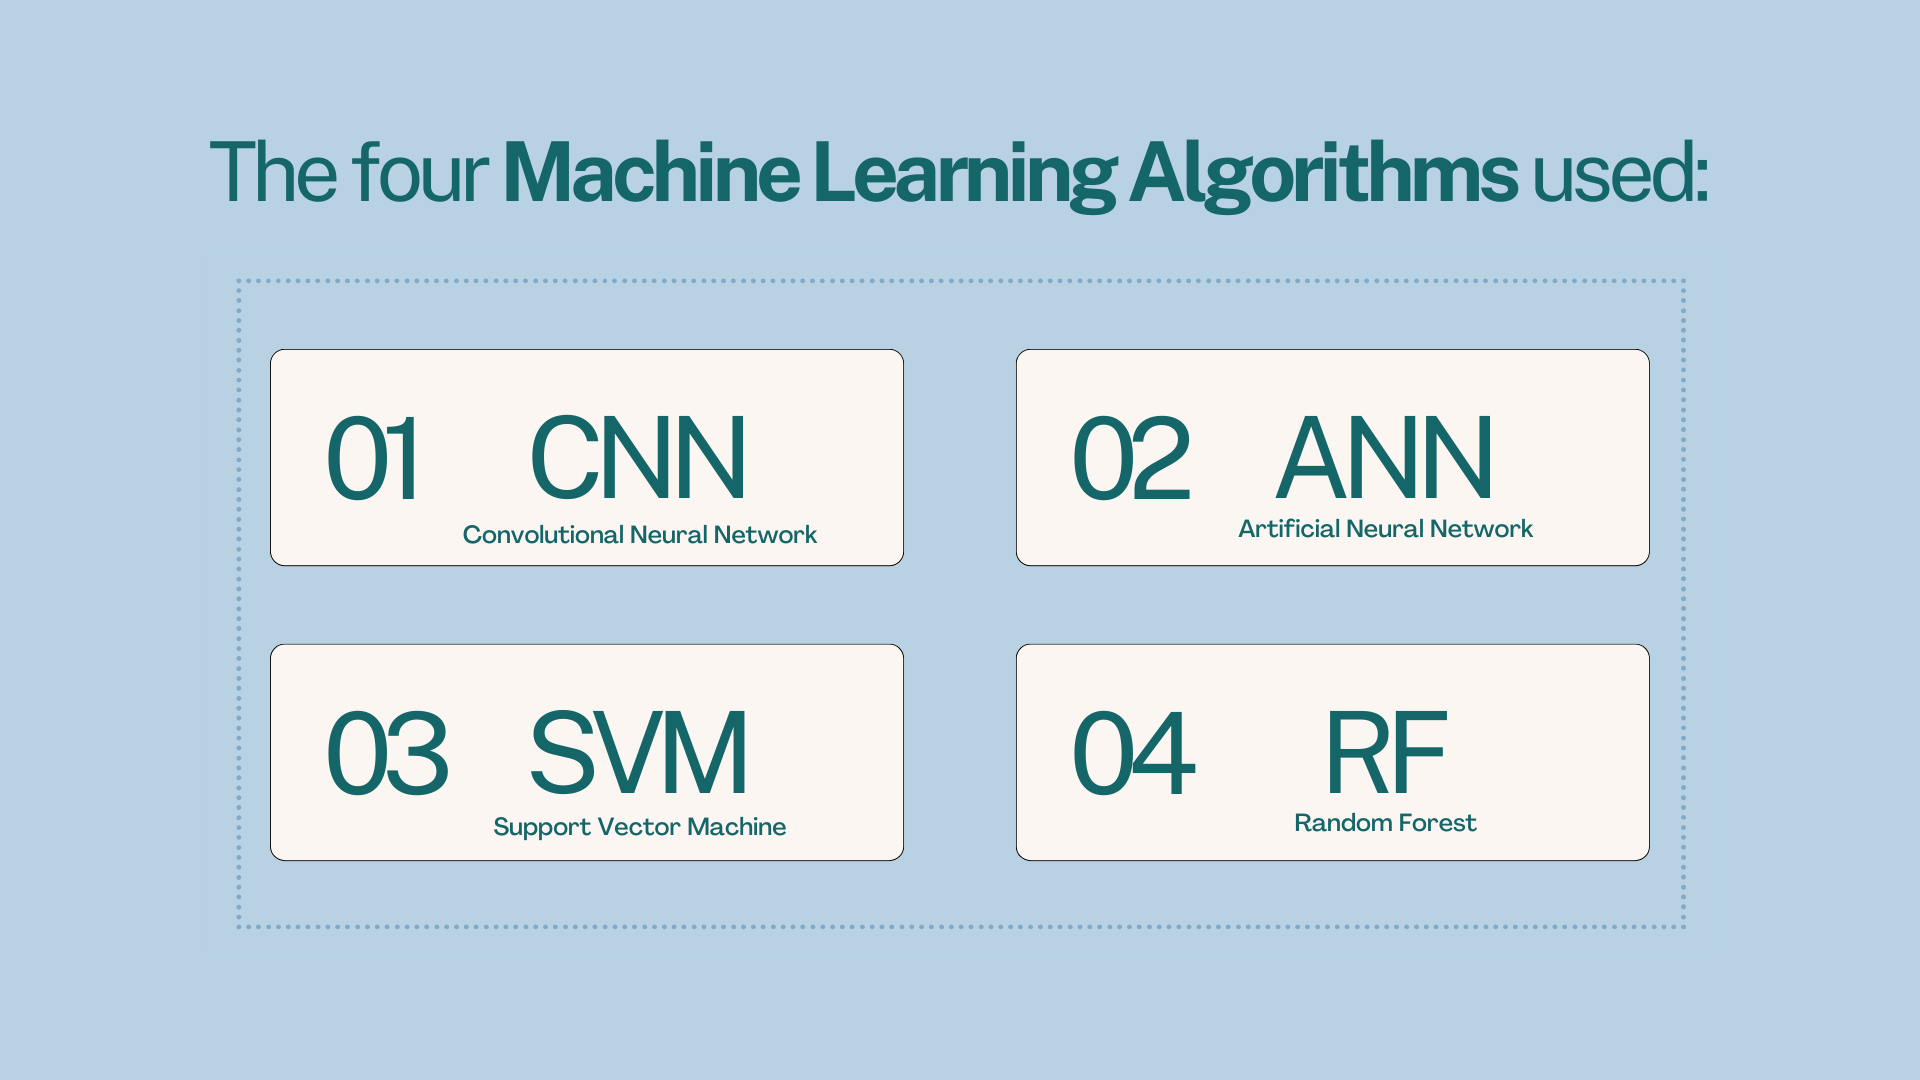 The four Machine Learning Algorithms used:
01 CNN
Convolutional Neural Network
02 ANN
Artificial Neural Network
03 SVM
Support Vector Machine
04 RF
Random Forest